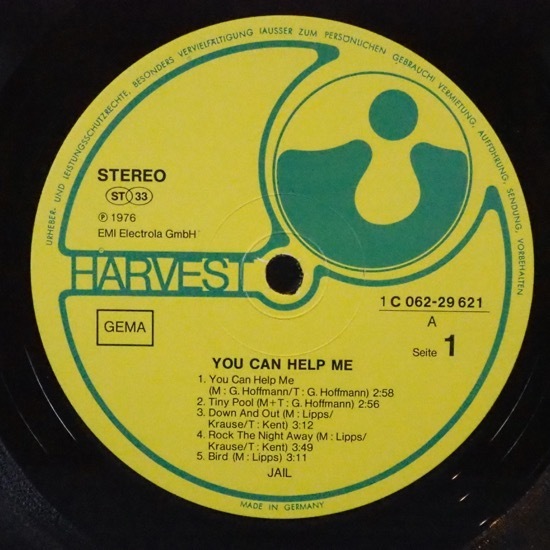 URHEBER- UND LEISTUNGSSCHUTZRECHTE, BESONDERS VERVIELFÄLTIGUNG (AUSSER ZUM PERSÖNLICHEN GEBRAUCH) VERMIETUNG, AUFFÜHRUNG, SENDUNG, VORBEHALTEN
STEREO
ST 33
℗ 1976
EMI Electrola GmbH
HARVEST
1 C 062-29 621
GEMA
A
Seite 1
YOU CAN HELP ME
1. You Can Help Me
(M : G. Hoffmann/T : G. Hoffmann) 2:58
2. Tiny Pool (M+T : G. Hoffmann) 2:56
3. Down And Out (M : Lipps/
Krause/T : Kent) 3:12
4. Rock The Night Away (M : Lipps/
Krause/T : Kent) 3:49
5. Bird (M : Lipps) 3:11
JAIL
MADE IN GERMANY